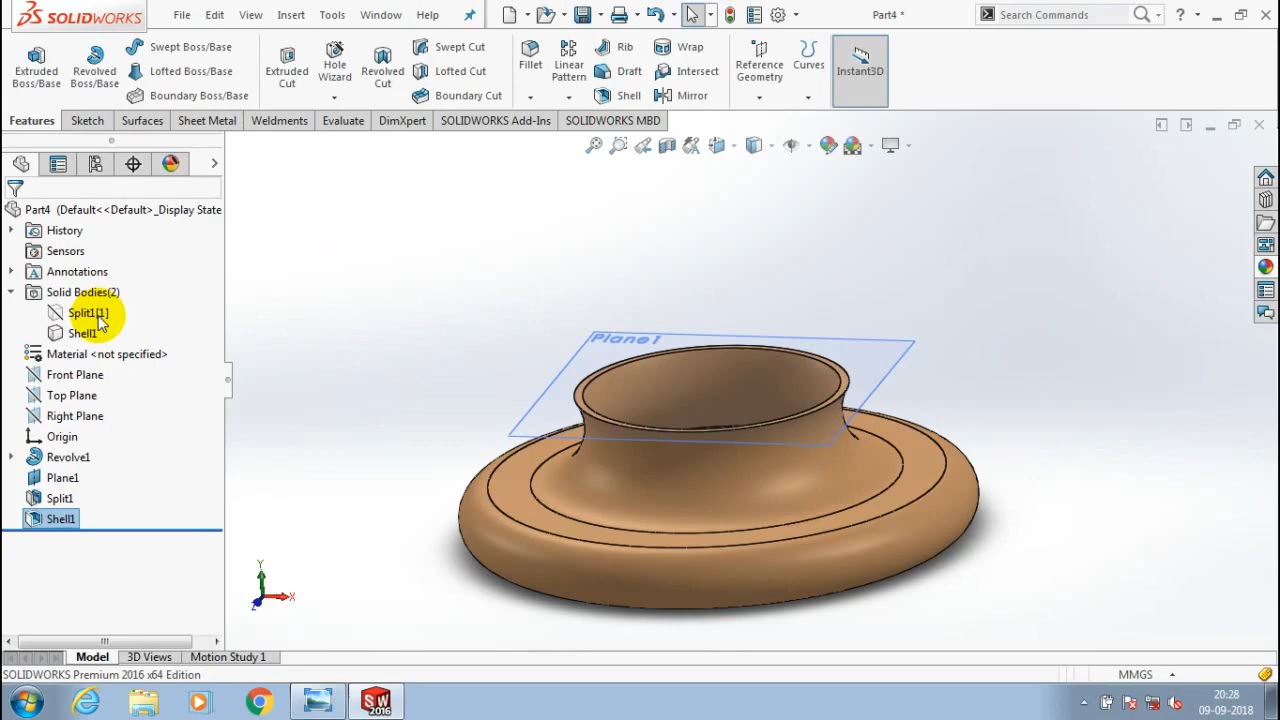 SOLIDWORKS File Edit View Insert Tools Window Help Part4 * Search Commands ?
Extruded Boss/Base Revolved Boss/Base Swept Boss/Base Lofted Boss/Base Boundary Boss/Base Extruded Cut Hole Wizard Revolved Cut Swept Cut Lofted Cut Boundary Cut Fillet Linear Pattern Rib Draft Shell Wrap Intersect Mirror Reference Geometry Curves Instant3D
Features Sketch Surfaces Sheet Metal Weldments Evaluate DimXpert SOLIDWORKS Add-Ins SOLIDWORKS MBD
Part4 (Default<<Default>_Display State
History
Sensors
Annotations
Solid Bodies(2)
Split1[1]
Shell1
Material <not specified>
Front Plane
Top Plane
Right Plane
Origin
Revolve1
Plane1
Split1
Shell1
Plane1
Y
X
Z
Model 3D Views Motion Study 1
SOLIDWORKS Premium 2016 x64 Edition MMGS
SW 2016
20:28
09-09-2018